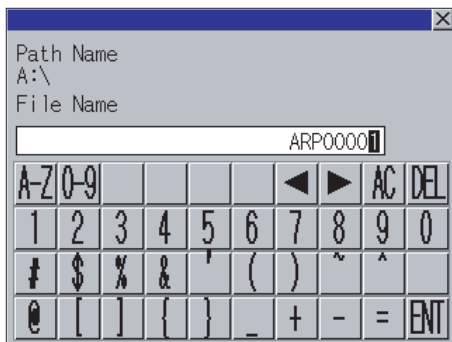 ×
Path Name
A:\
File Name
ARP00001
A-Z 0-9 ◀ ▶ AC DEL
1 2 3 4 5 6 7 8 9 0
# $ % & ' ( ) ~ ^
@ [ ] { } _ + - = ENT